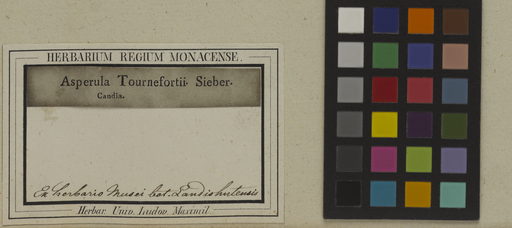 HERBARIUM REGIUM MONACENSE.
Asperula Tournefortii. Sieber.
Candia.
Ex herbario Musei bot. Landishutensis
Herbar. Univ. Ludov. Maximil.